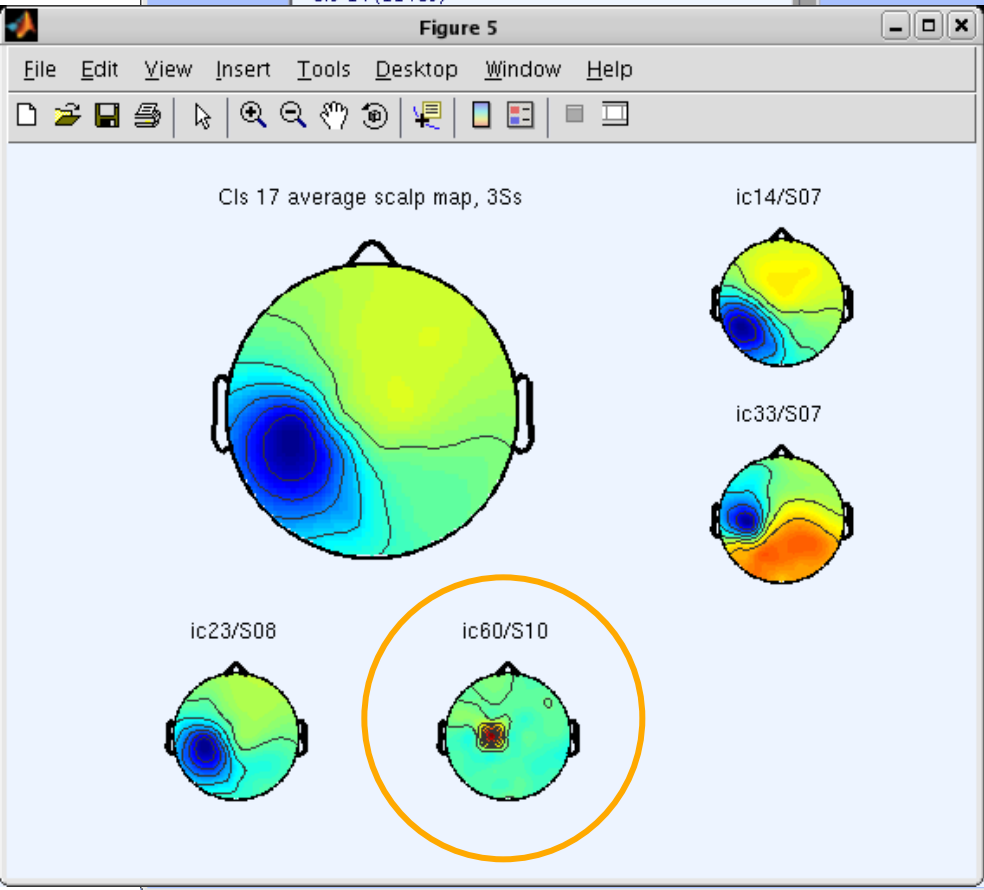 Figure 5
File Edit View Insert Tools Desktop Window Help
Cls 17 average scalp map, 3Ss
ic14/S07
ic33/S07
ic23/S08
ic60/S10